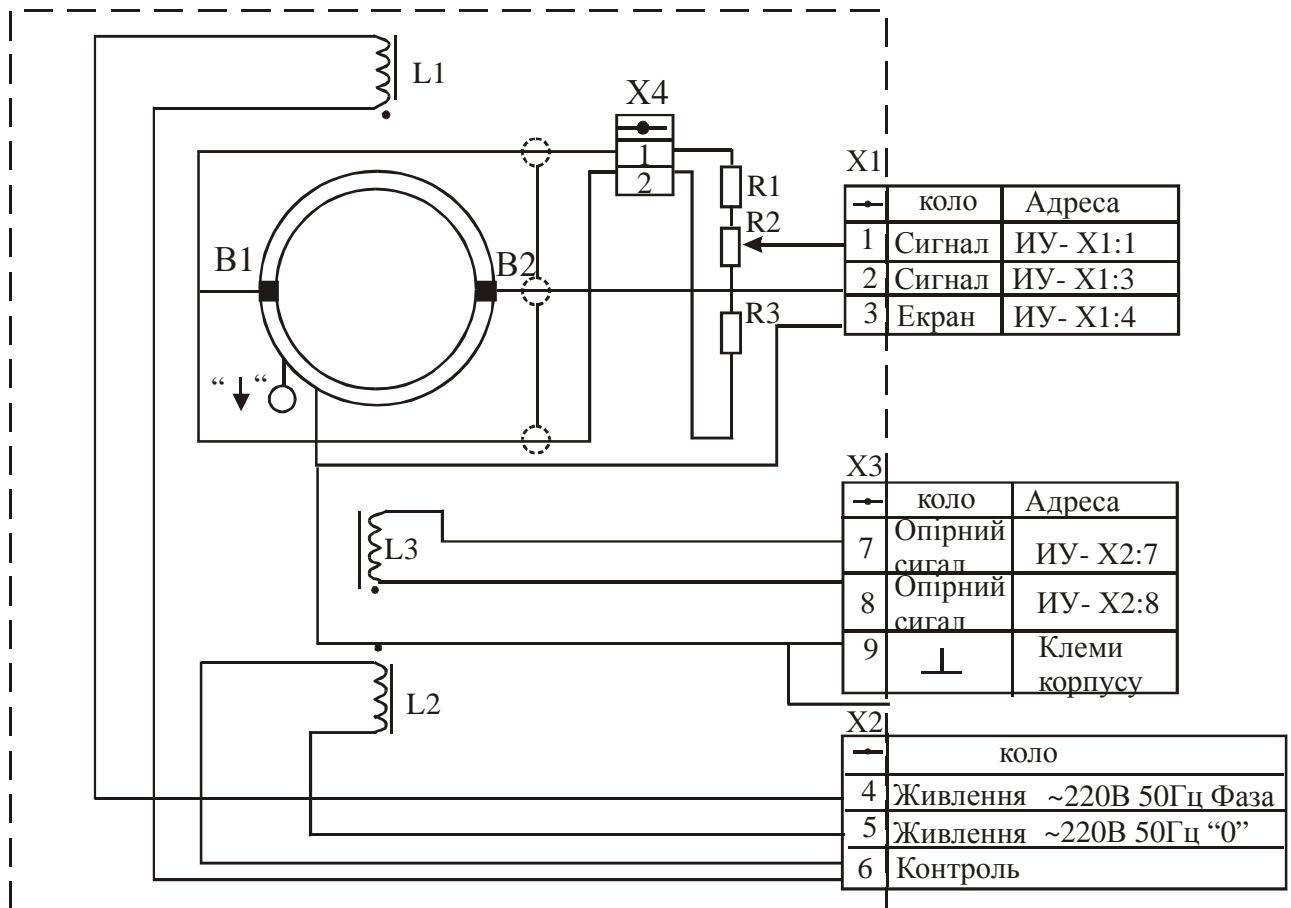 L1
X4
1
2
R1
R2
R3
B1
B2
“ “
X1
коло Адреса
1 Сигнал ИУ- X1:1
2 Сигнал ИУ- X1:3
3 Екран ИУ- X1:4
L3
X3
коло Адреса
7 Опірний сигал ИУ- X2:7
8 Опірний сигал ИУ- X2:8
9 Клеми корпусу
L2
X2
коло
4 Живлення ~220В 50Гц Фаза
5 Живлення ~220В 50Гц “0”
6 Контроль